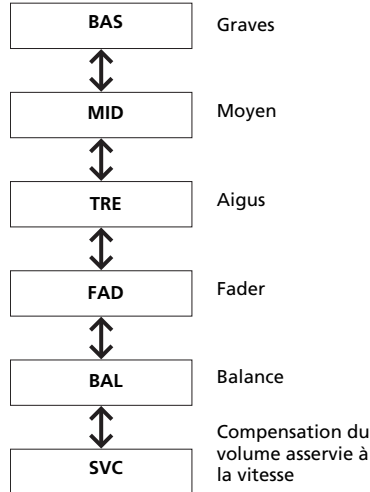 BAS Graves
MID Moyen
TRE Aigus
FAD Fader
BAL Balance
Compensation du
volume asservie à
SVC
la vitesse